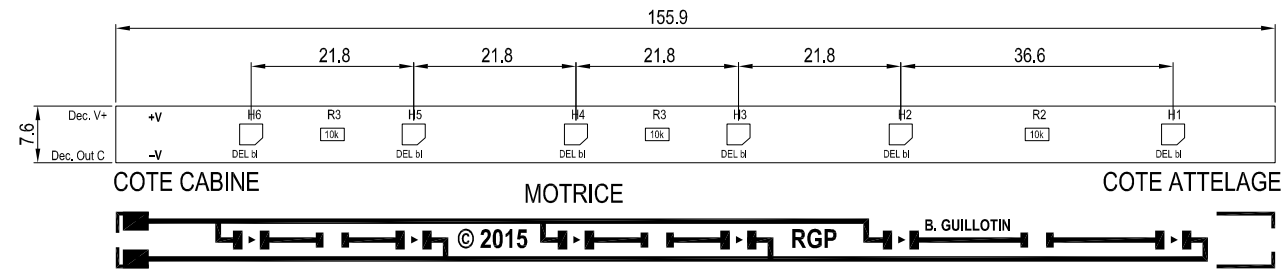 155.9
21.8 21.8 21.8 21.8 36.6
7.6
Dec. V+ +V H6 R3 H5 H4 R3 H3 H2 R2 H1
10k 10k 10k
Dec. Out C –V DEL bl DEL bl DEL bl DEL bl DEL bl DEL bl
COTE CABINE MOTRICE COTE ATTELAGE
© 2015 RGP B. GUILLOTIN